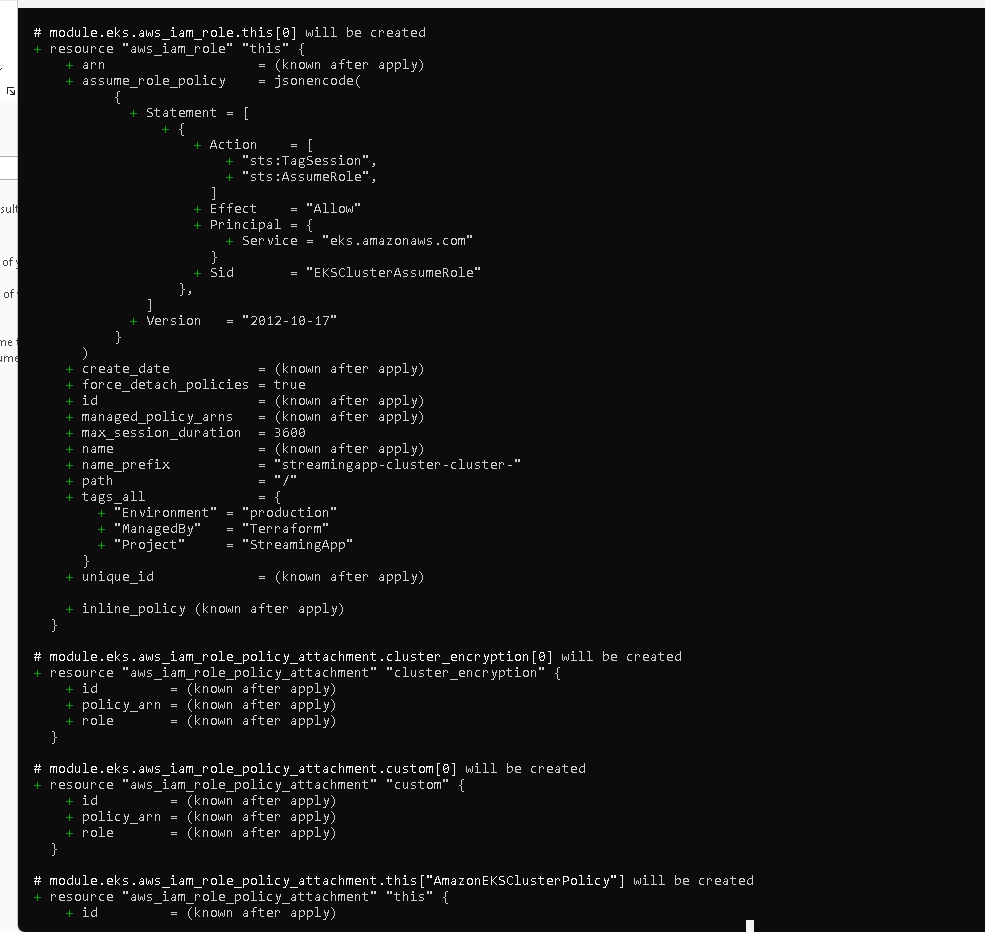 # module.eks.aws_iam_role.this[0] will be created
+ resource "aws_iam_role" "this" {
+ arn = (known after apply)
+ assume_role_policy = jsonencode(
{
+ Statement = [
+ {
+ Action = [
+ "sts:TagSession",
+ "sts:AssumeRole",
]
+ Effect = "Allow"
+ Principal = {
+ Service = "eks.amazonaws.com"
}
+ Sid = "EKSClusterAssumeRole"
},
]
+ Version = "2012-10-17"
}
)
+ create_date = (known after apply)
+ force_detach_policies = true
+ id = (known after apply)
+ managed_policy_arns = (known after apply)
+ max_session_duration = 3600
+ name = (known after apply)
+ name_prefix = "streamingapp-cluster-cluster-"
+ path = "/"
+ tags_all = {
+ "Environment" = "production"
+ "ManagedBy" = "Terraform"
+ "Project" = "StreamingApp"
}
+ unique_id = (known after apply)
+ inline_policy (known after apply)
}
# module.eks.aws_iam_role_policy_attachment.cluster_encryption[0] will be created
+ resource "aws_iam_role_policy_attachment" "cluster_encryption" {
+ id = (known after apply)
+ policy_arn = (known after apply)
+ role = (known after apply)
}
# module.eks.aws_iam_role_policy_attachment.custom[0] will be created
+ resource "aws_iam_role_policy_attachment" "custom" {
+ id = (known after apply)
+ policy_arn = (known after apply)
+ role = (known after apply)
}
# module.eks.aws_iam_role_policy_attachment.this["AmazonEKSClusterPolicy"] will be created
+ resource "aws_iam_role_policy_attachment" "this" {
+ id = (known after apply)